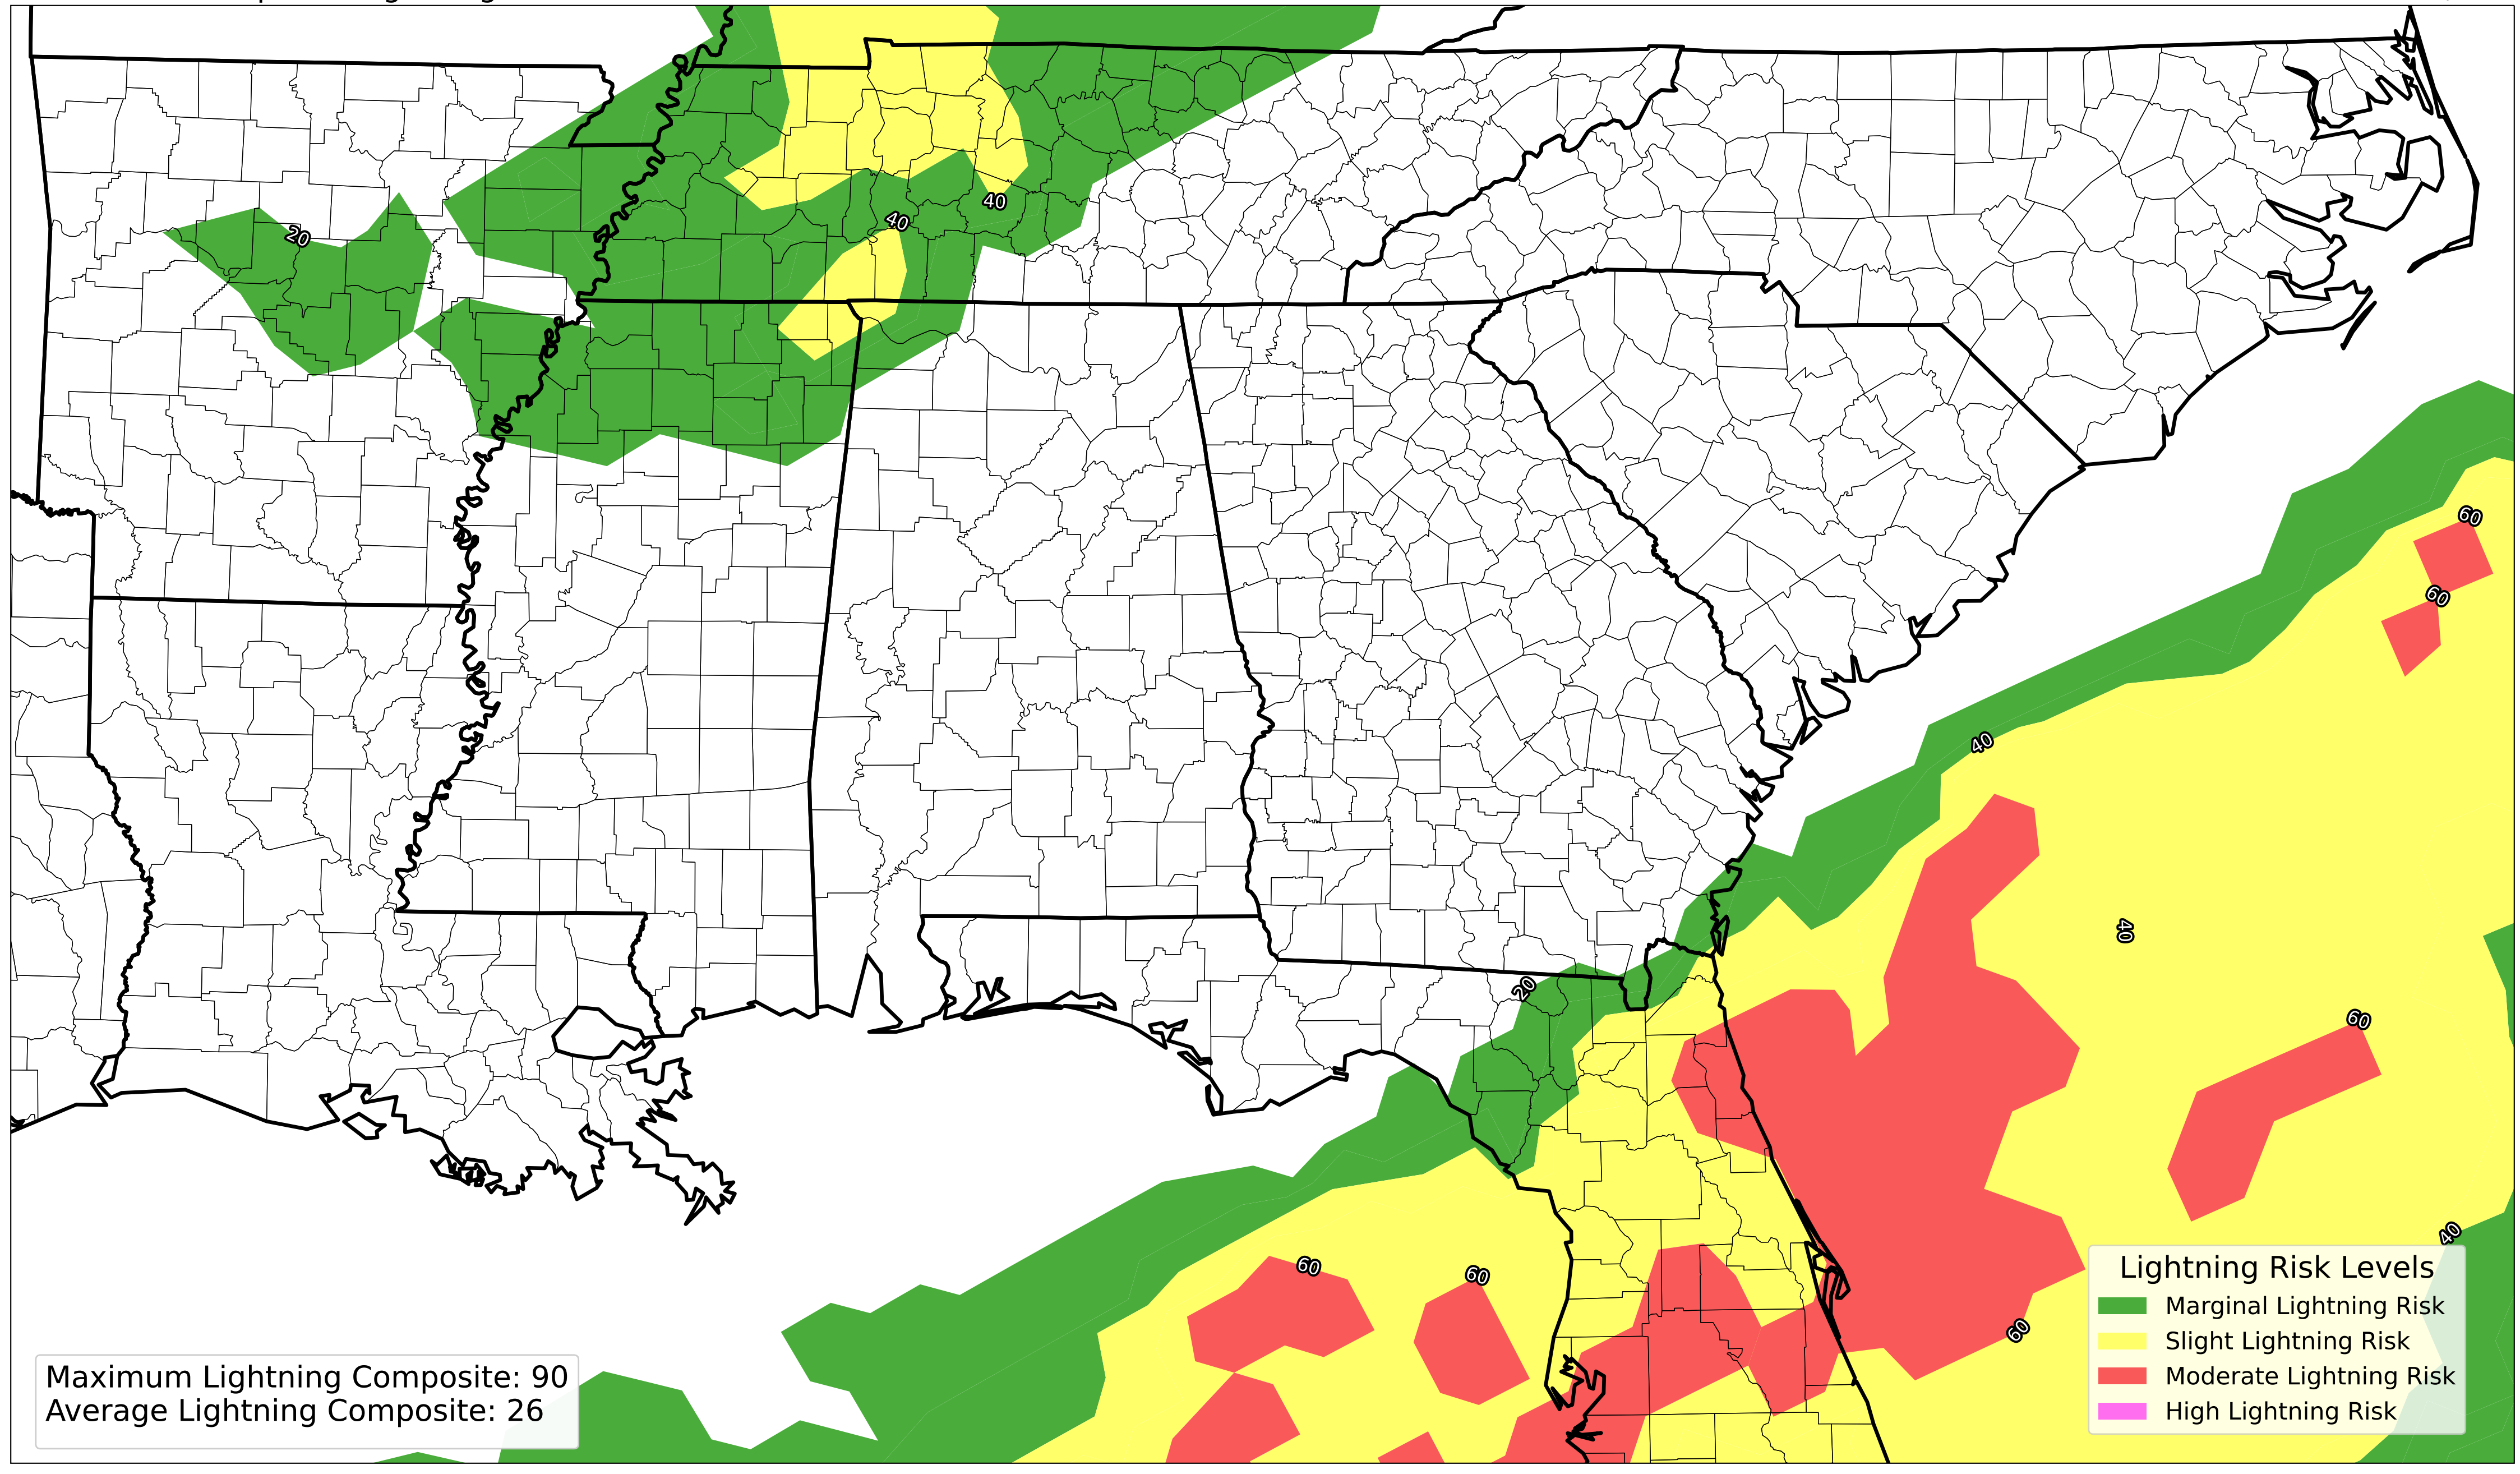 20
40
40
60
60
40
40
20
60
60
60
40
60
Lightning Risk Levels
Marginal Lightning Risk
Slight Lightning Risk
Moderate Lightning Risk
High Lightning Risk
Maximum Lightning Composite: 90
Average Lightning Composite: 26